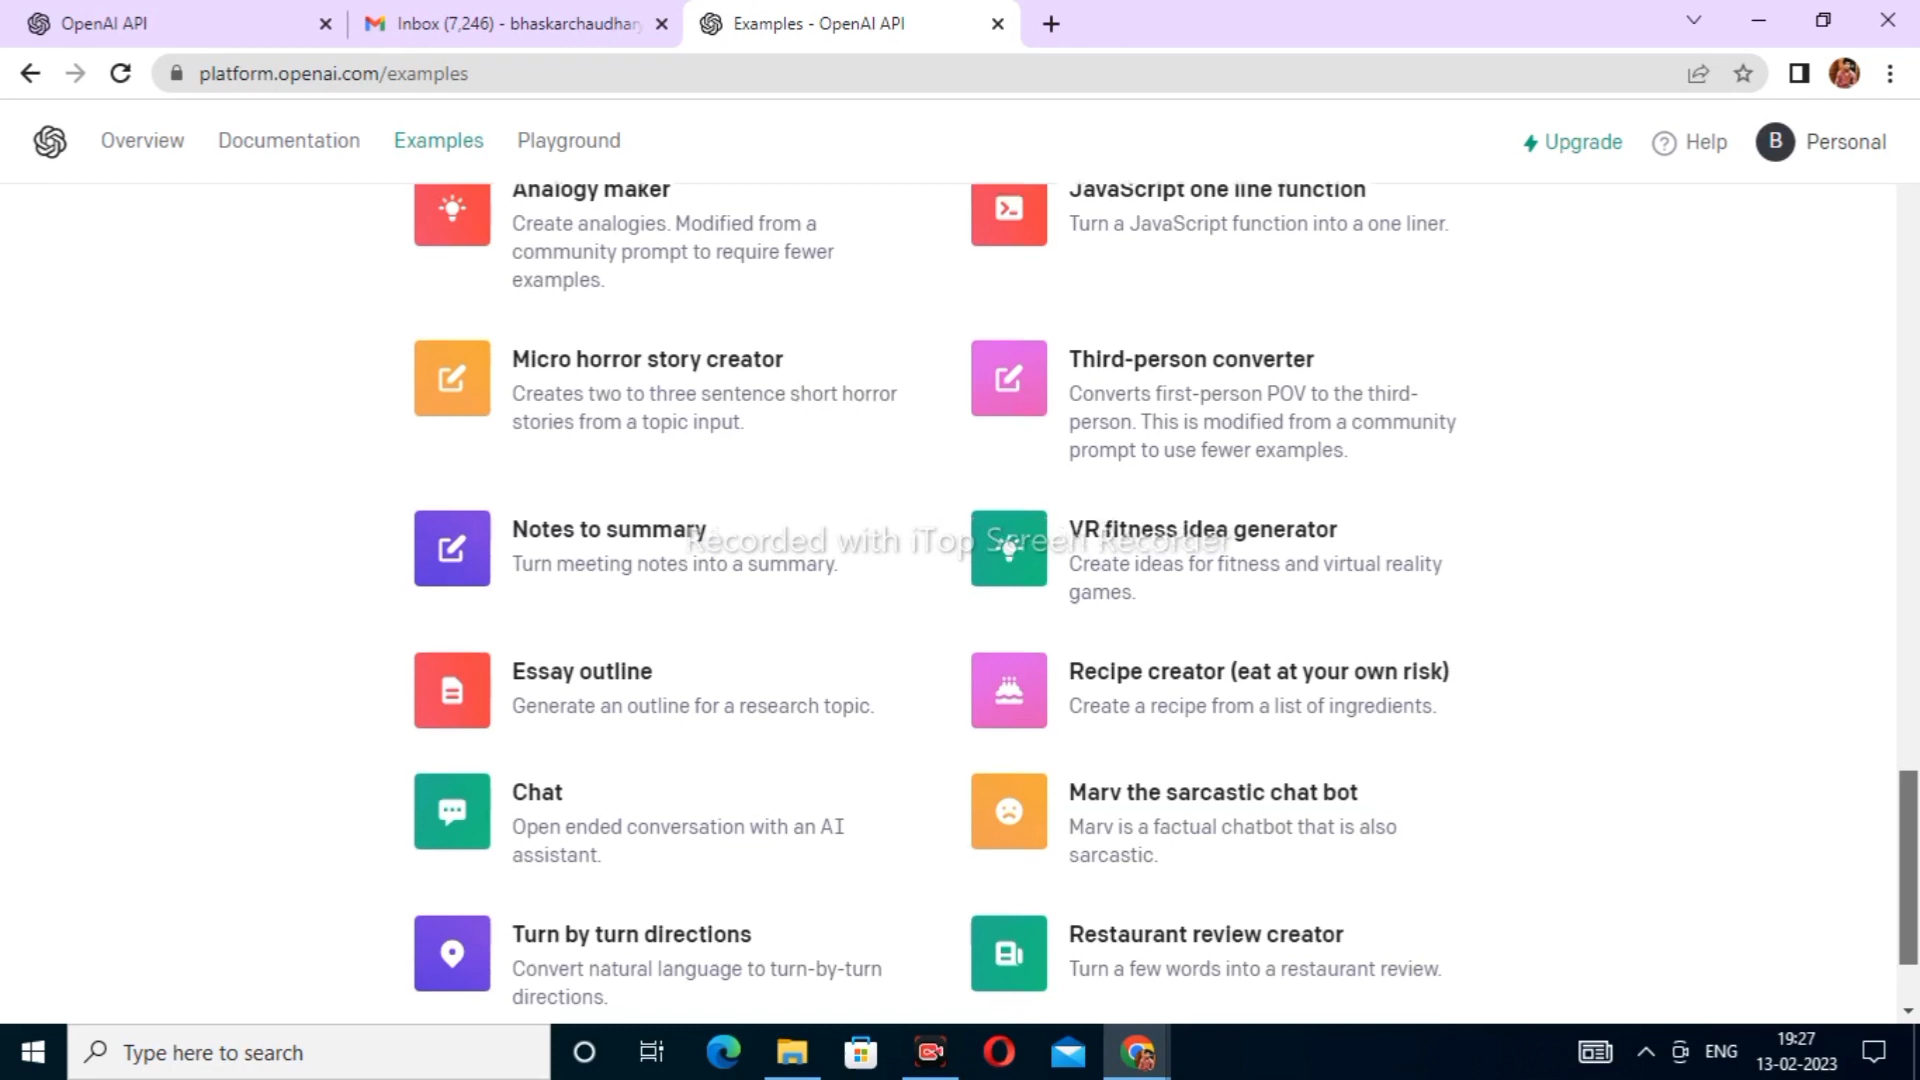 OpenAI API
Inbox (7,246) - bhaskarchaudhary
Examples - OpenAI API
platform.openai.com/examples
Overview
Documentation
Examples
Playground
Upgrade
Help
B
Personal
Analogy maker
Create analogies. Modified from a
community prompt to require fewer
examples.
JavaScript one line function
Turn a JavaScript function into a one liner.
Micro horror story creator
Creates two to three sentence short horror
stories from a topic input.
Third-person converter
Converts first-person POV to the third-
person. This is modified from a community
prompt to use fewer examples.
Notes to summary
Turn meeting notes into a summary.
Recorded with iTop Screen Recorder
VR fitness idea generator
Create ideas for fitness and virtual reality
games.
Essay outline
Generate an outline for a research topic.
Recipe creator (eat at your own risk)
Create a recipe from a list of ingredients.
Chat
Open ended conversation with an AI
assistant.
Marv the sarcastic chat bot
Marv is a factual chatbot that is also
sarcastic.
Turn by turn directions
Convert natural language to turn-by-turn
directions.
Restaurant review creator
Turn a few words into a restaurant review.
Type here to search
ENG
19:27
13-02-2023